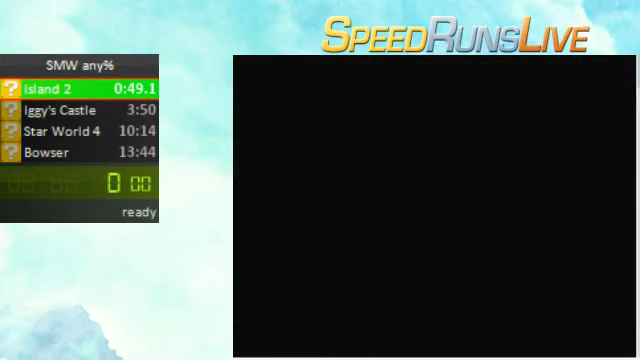 SPEEDRUNSLIVE
SMW any%
Island 2 0:49.1
Iggy's Castle 3:50
Star World 4 10:14
Bowser 13:44
0 00
ready